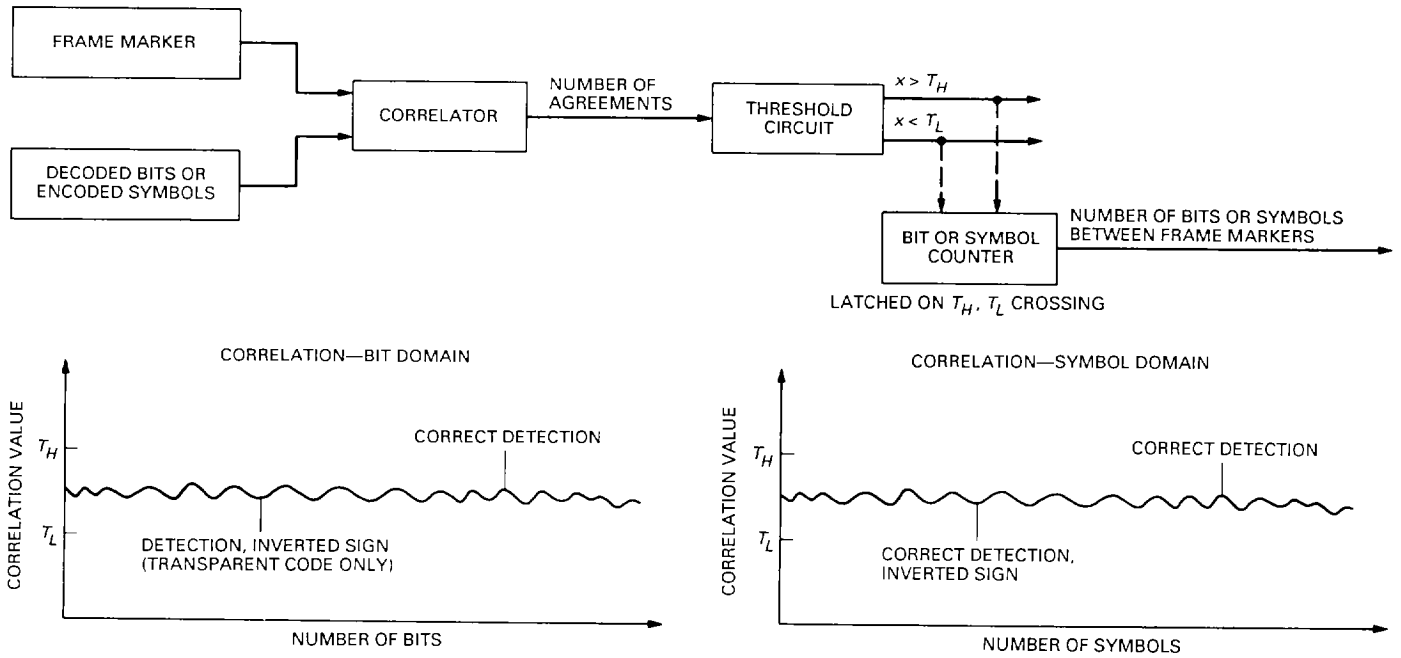 FRAME MARKER
DECODED BITS OR
ENCODED SYMBOLS
CORRELATOR
NUMBER OF
AGREEMENTS
THRESHOLD
CIRCUIT
x > T_H
x < T_L
BIT OR SYMBOL
COUNTER
NUMBER OF BITS OR SYMBOLS
BETWEEN FRAME MARKERS
LATCHED ON T_H, T_L CROSSING
CORRELATION—BIT DOMAIN
CORRELATION VALUE
T_H
T_L
CORRECT DETECTION
DETECTION, INVERTED SIGN
(TRANSPARENT CODE ONLY)
NUMBER OF BITS
CORRELATION—SYMBOL DOMAIN
CORRELATION VALUE
T_H
T_L
CORRECT DETECTION
CORRECT DETECTION,
INVERTED SIGN
NUMBER OF SYMBOLS